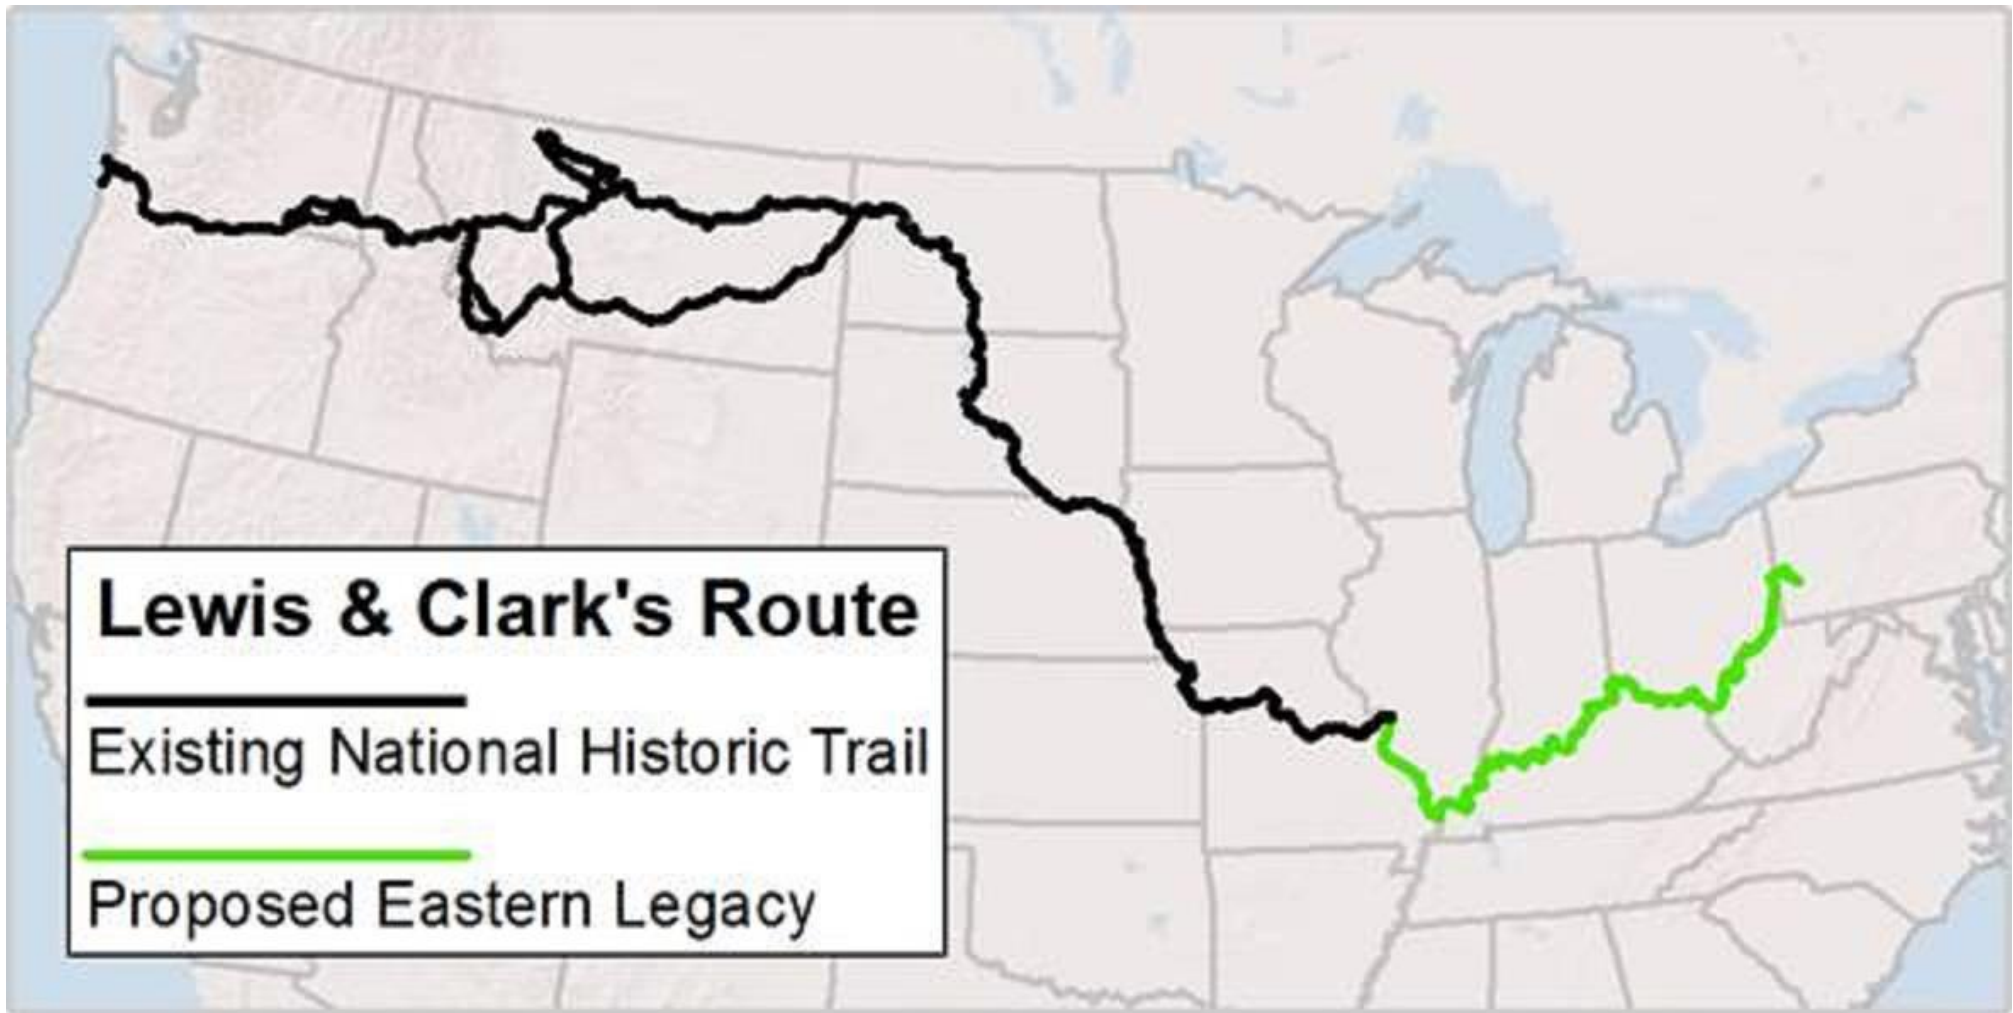 Lewis & Clark's Route
Existing National Historic Trail
Proposed Eastern Legacy